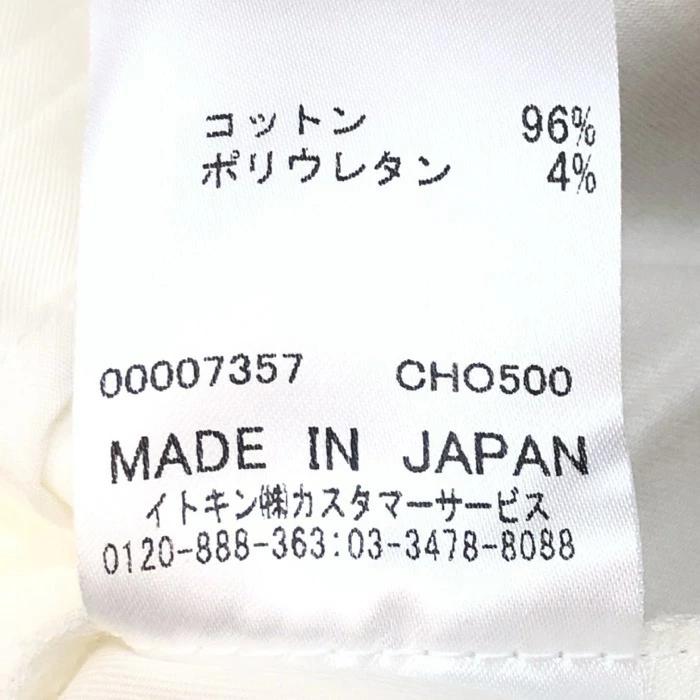 コットン 96%
ポリウレタン 4%
00007357 CHO500
MADE IN JAPAN
イトキン㈱カスタマーサービス
0120-888-363:03-3478-8088